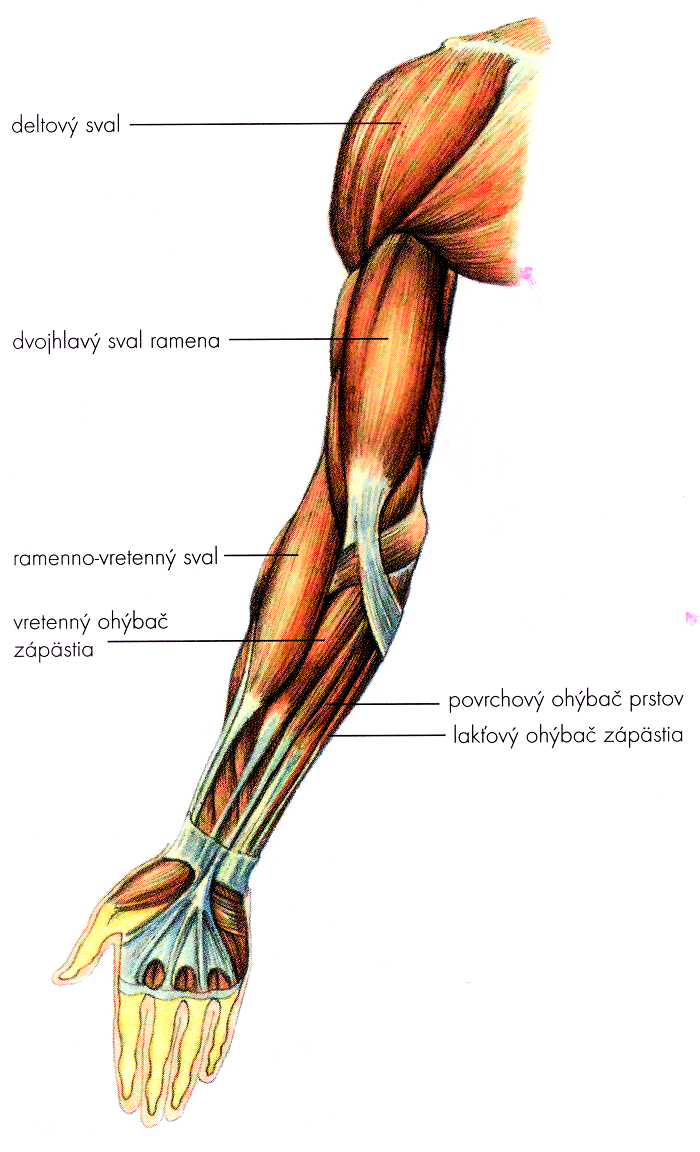 deltový sval
dvojhlavý sval ramena
ramenno-vretenný sval
vretenný ohýbač
zápästia
povrchový ohýbač prstov
lakťový ohýbač zápästia